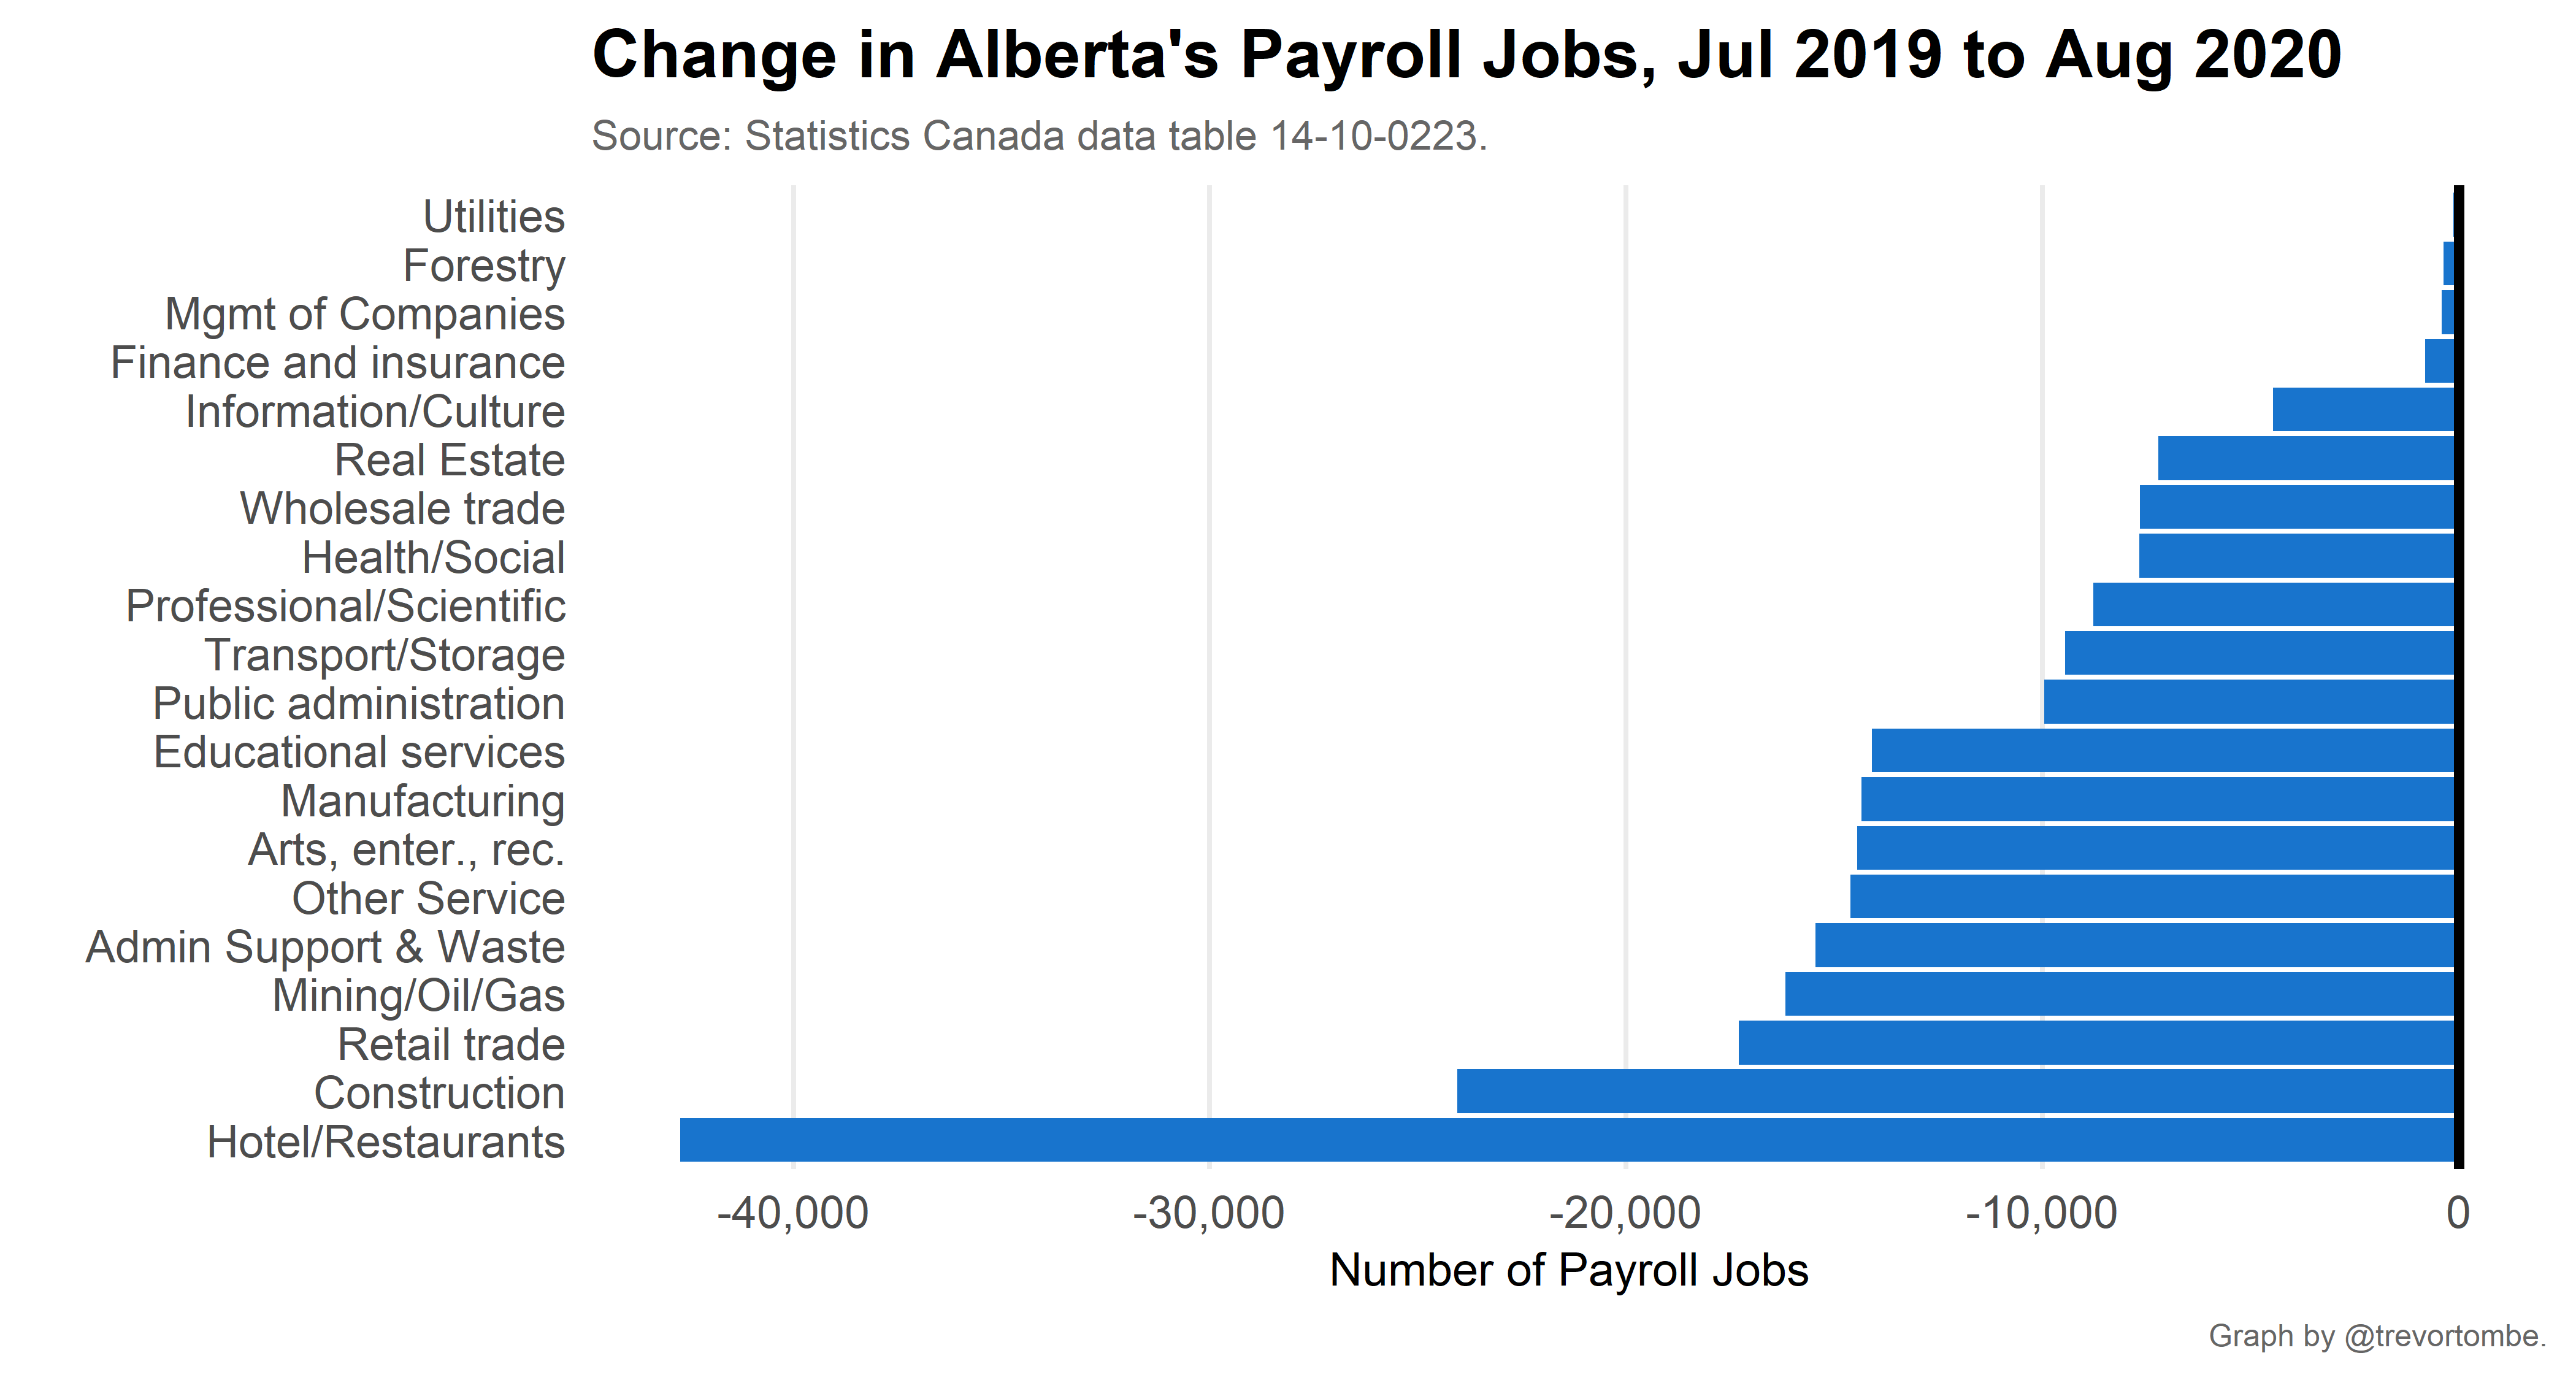 Change in Alberta's Payroll Jobs, Jul 2019 to Aug 2020
Source: Statistics Canada data table 14-10-0223.
Utilities
Forestry
Mgmt of Companies
Finance and insurance
Information/Culture
Real Estate
Wholesale trade
Health/Social
Professional/Scientific
Transport/Storage
Public administration
Educational services
Manufacturing
Arts, enter., rec.
Other Service
Admin Support & Waste
Mining/Oil/Gas
Retail trade
Construction
Hotel/Restaurants
-40,000 -30,000 -20,000 -10,000 0
Number of Payroll Jobs
Graph by @trevortombe.